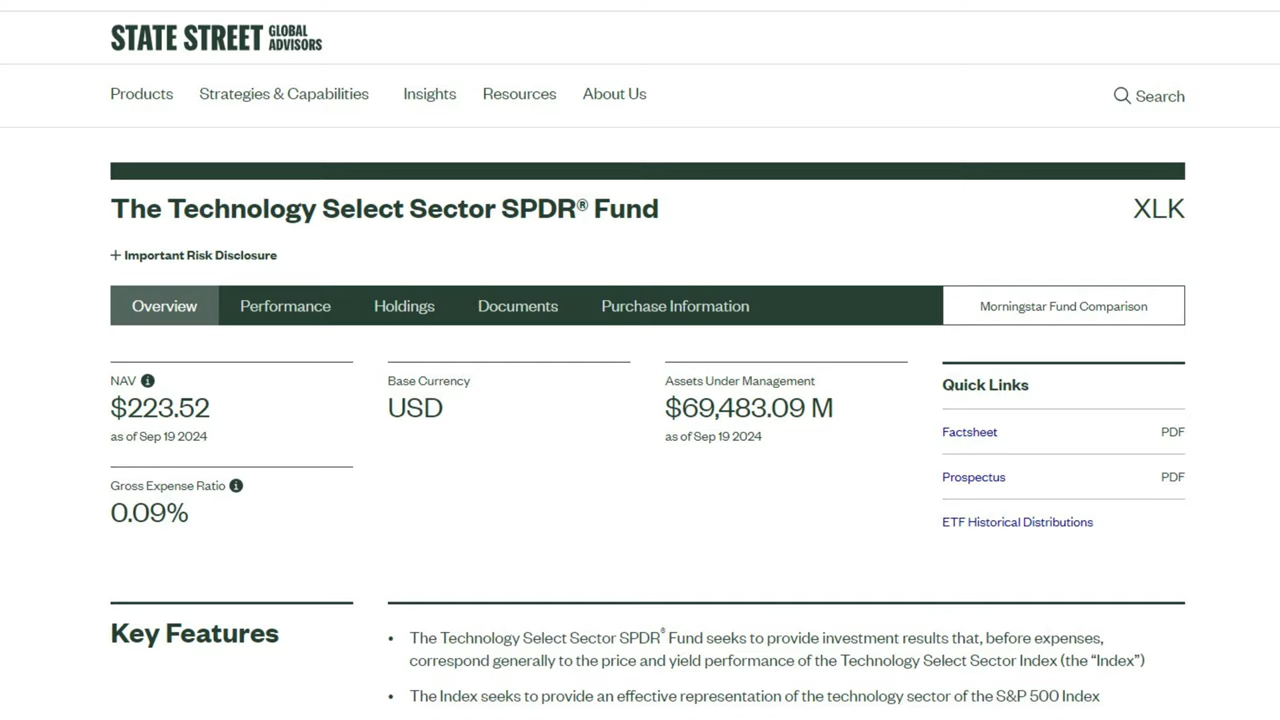 STATE STREET GLOBAL ADVISORS
Products Strategies & Capabilities Insights Resources About Us Search
The Technology Select Sector SPDR® Fund XLK
+ Important Risk Disclosure
Overview Performance Holdings Documents Purchase Information Morningstar Fund Comparison
NAV
$223.52
as of Sep 19 2024
Base Currency
USD
Assets Under Management
$69,483.09 M
as of Sep 19 2024
Gross Expense Ratio
0.09%
Quick Links
Factsheet PDF
Prospectus PDF
ETF Historical Distributions
Key Features
• The Technology Select Sector SPDR® Fund seeks to provide investment results that, before expenses,
correspond generally to the price and yield performance of the Technology Select Sector Index (the “Index”)
• The Index seeks to provide an effective representation of the technology sector of the S&P 500 Index